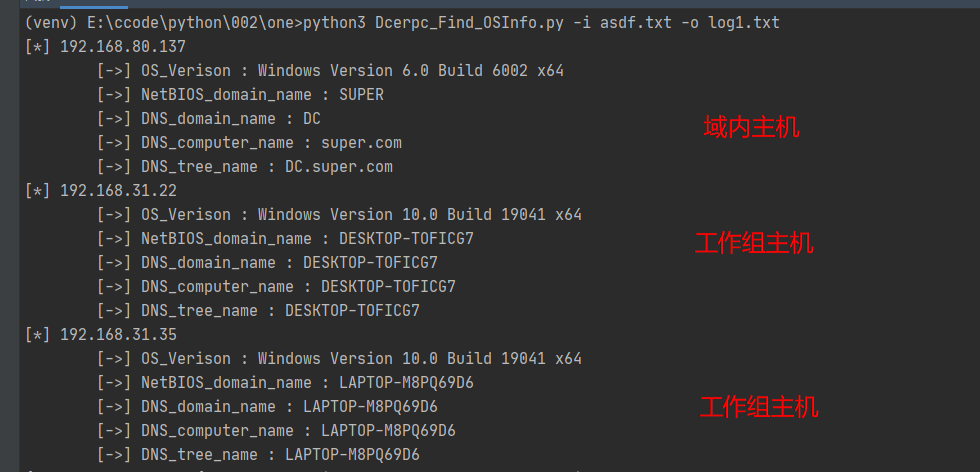 (venv) E:\ccode\python\002\one>python3 Dcerpc_Find_OSInfo.py -i asdf.txt -o log1.txt
[*] 192.168.80.137
[->] OS_Verison : Windows Version 6.0 Build 6002 x64
[->] NetBIOS_domain_name : SUPER
[->] DNS_domain_name : DC
域内主机
[->] DNS_computer_name : super.com
[->] DNS_tree_name : DC.super.com
[*] 192.168.31.22
[->] OS_Verison : Windows Version 10.0 Build 19041 x64
[->] NetBIOS_domain_name : DESKTOP-TOFICG7
工作组主机
[->] DNS_domain_name : DESKTOP-TOFICG7
[->] DNS_computer_name : DESKTOP-TOFICG7
[->] DNS_tree_name : DESKTOP-TOFICG7
[*] 192.168.31.35
[->] OS_Verison : Windows Version 10.0 Build 19041 x64
[->] NetBIOS_domain_name : LAPTOP-M8PQ69D6
[->] DNS_domain_name : LAPTOP-M8PQ69D6
工作组主机
[->] DNS_computer_name : LAPTOP-M8PQ69D6
[->] DNS_tree_name : LAPTOP-M8PQ69D6